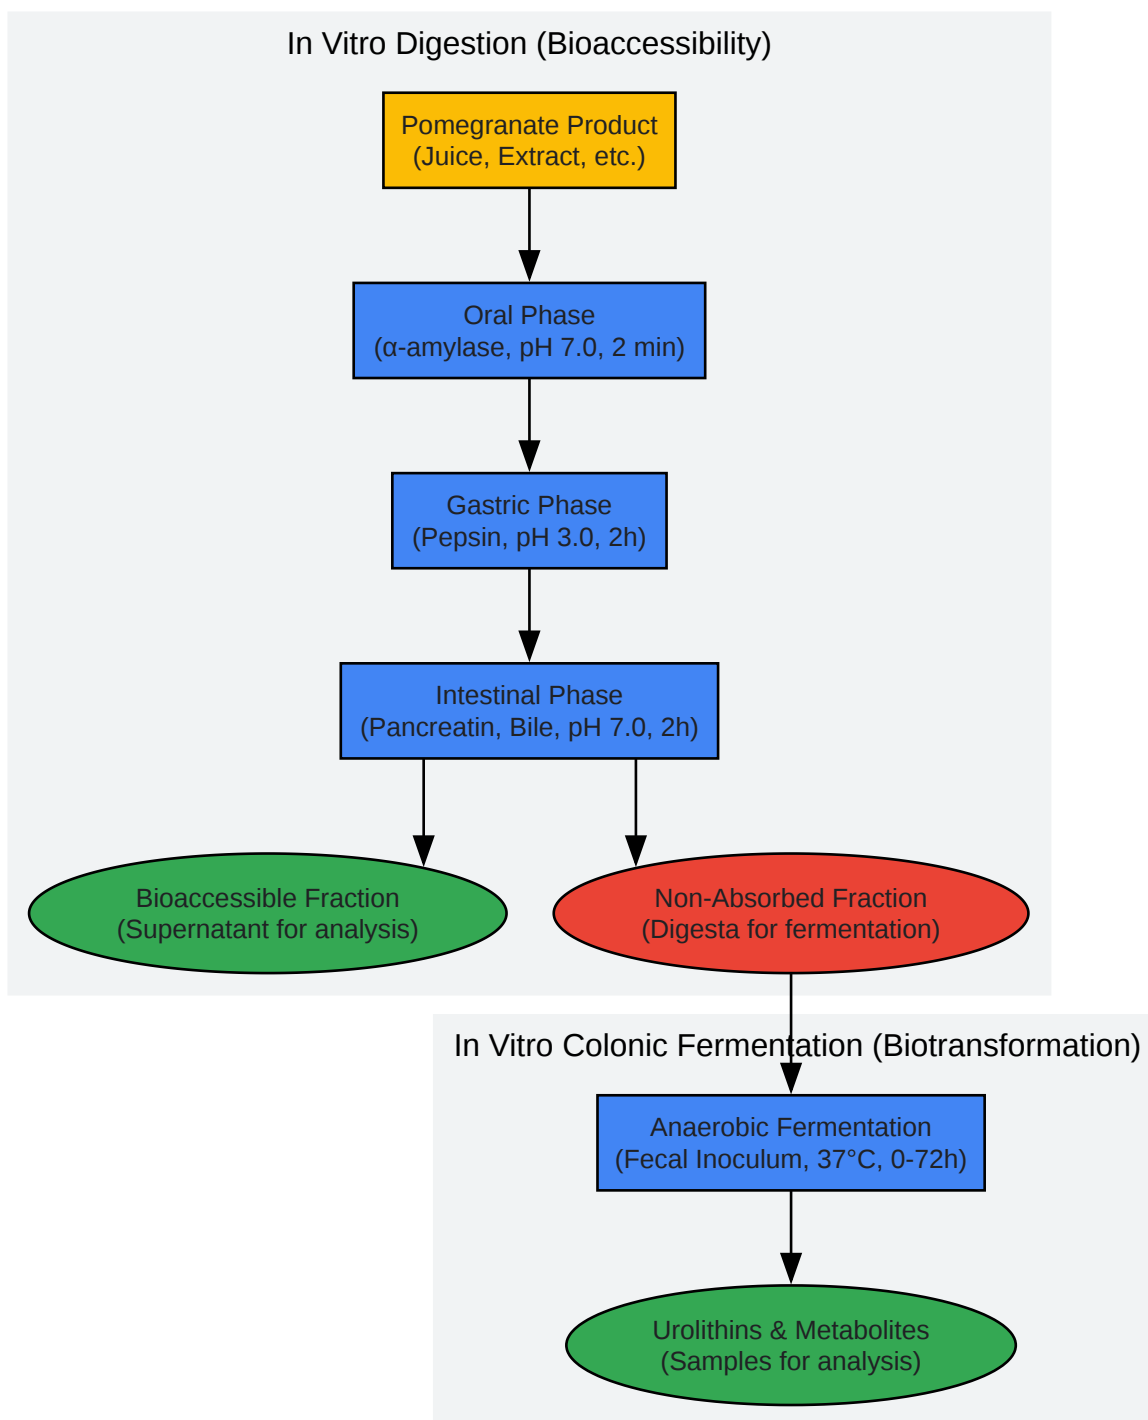 In Vitro Digestion (Bioaccessibility)
Pomegranate Product
(Juice, Extract, etc.)
Oral Phase
(α-amylase, pH 7.0, 2 min)
Gastric Phase
(Pepsin, pH 3.0, 2h)
Intestinal Phase
(Pancreatin, Bile, pH 7.0, 2h)
Bioaccessible Fraction
(Supernatant for analysis)
Non-Absorbed Fraction
(Digesta for fermentation)
In Vitro Colonic Fermentation (Biotransformation)
Anaerobic Fermentation
(Fecal Inoculum, 37°C, 0-72h)
Urolithins & Metabolites
(Samples for analysis)